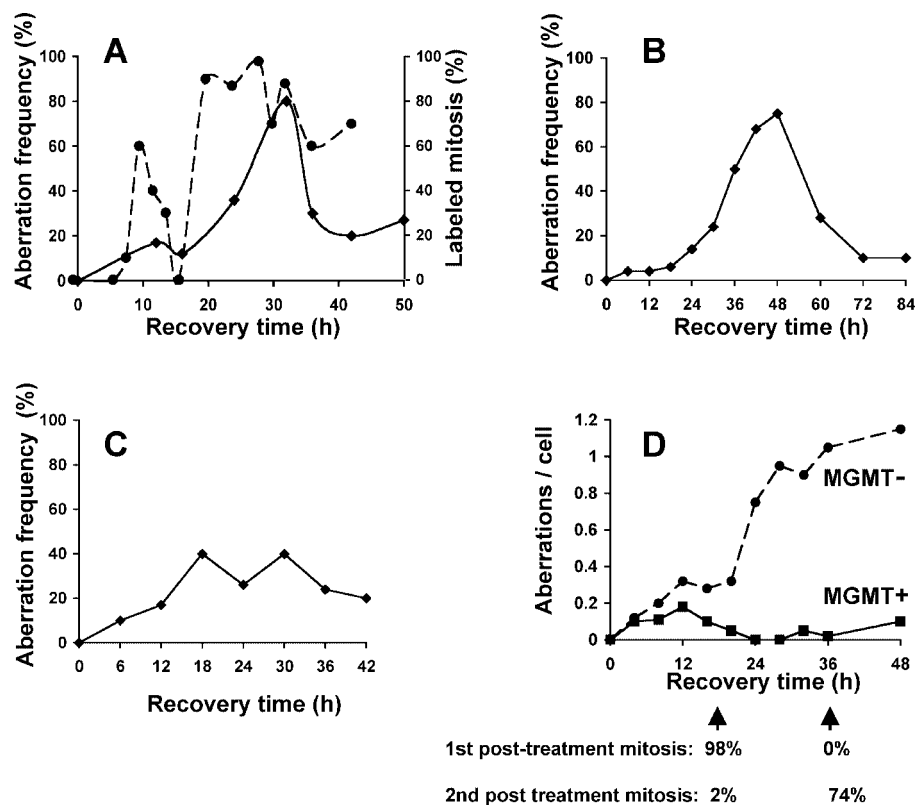 A
Aberration frequency (%)
100
80
60
40
20
0
Labeled mitosis (%)
100
80
60
40
20
0
0 10 20 30 40 50
Recovery time (h)
B
Aberration frequency (%)
100
80
60
40
20
0
0 12 24 36 48 60 72 84
Recovery time (h)
C
Aberration frequency (%)
100
80
60
40
20
0
0 6 12 18 24 30 36 42
Recovery time (h)
D
Aberrations / cell
1.2
1
0.8
0.6
0.4
0.2
0
MGMT-
MGMT+
0 12 24 36 48
Recovery time (h)
1st post-treatment mitosis: 98% 0%
2nd post treatment mitosis: 2% 74%